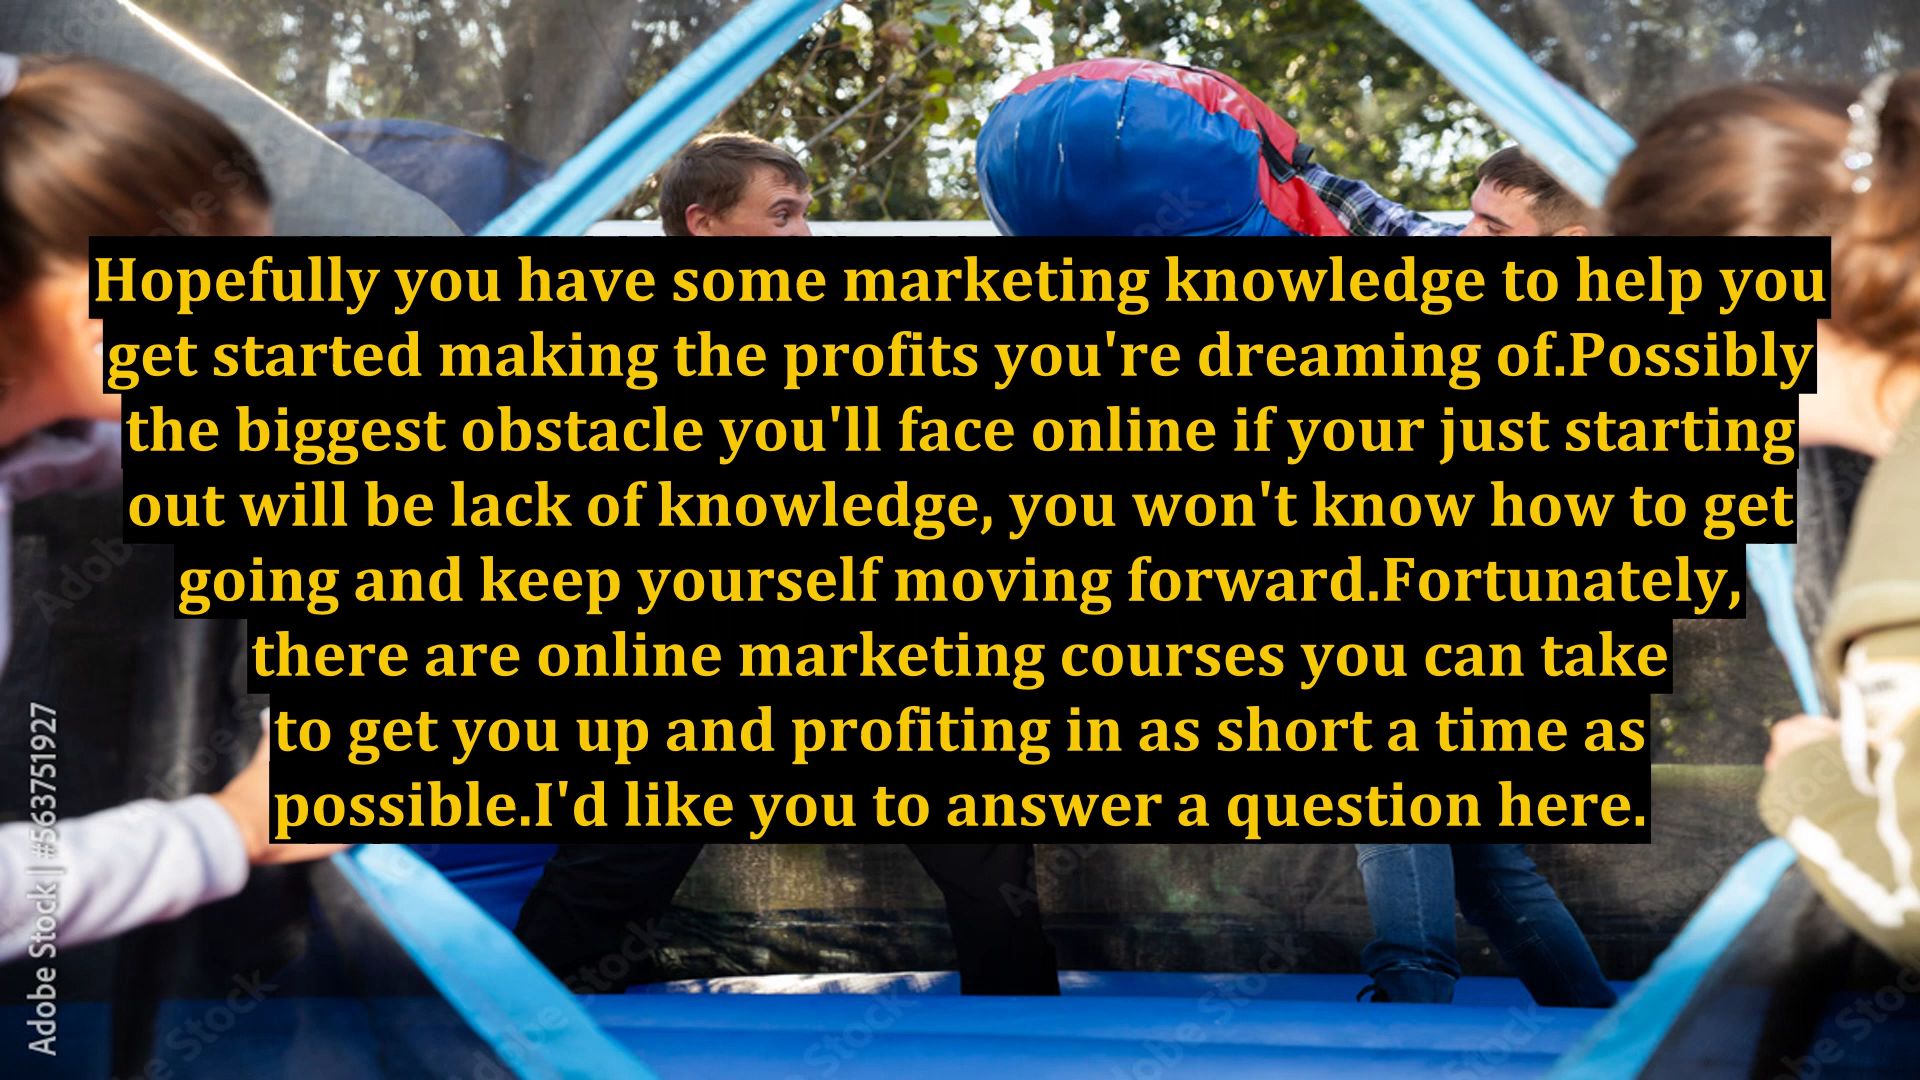 Hopefully you have some marketing knowledge to help you
get started making the profits you're dreaming of.Possibly
the biggest obstacle you'll face online if your just starting
out will be lack of knowledge, you won't know how to get
going and keep yourself moving forward.Fortunately,
there are online marketing courses you can take
to get you up and profiting in as short a time as
possible.I'd like you to answer a question here.
Adobe Stock | #563751927